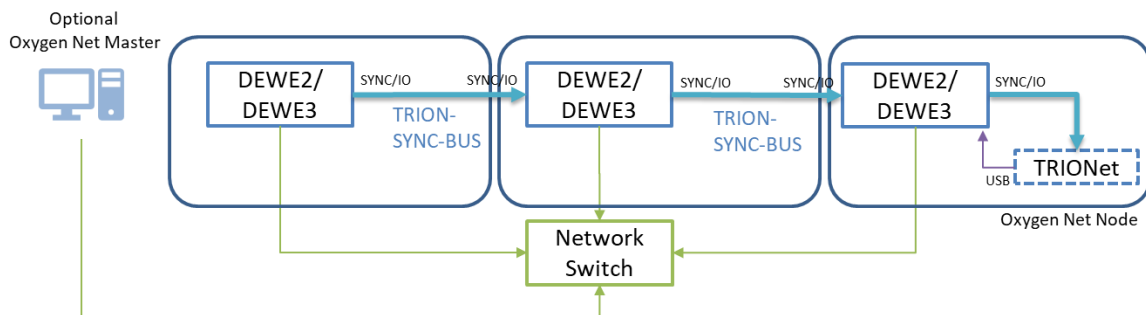 Optional
Oxygen Net Master
DEWE2/
DEWE3
SYNC/IO
SYNC/IO
TRION-
SYNC-BUS
DEWE2/
DEWE3
SYNC/IO
SYNC/IO
TRION-
SYNC-BUS
DEWE2/
DEWE3
SYNC/IO
TRIONet
USB
Oxygen Net Node
Network
Switch